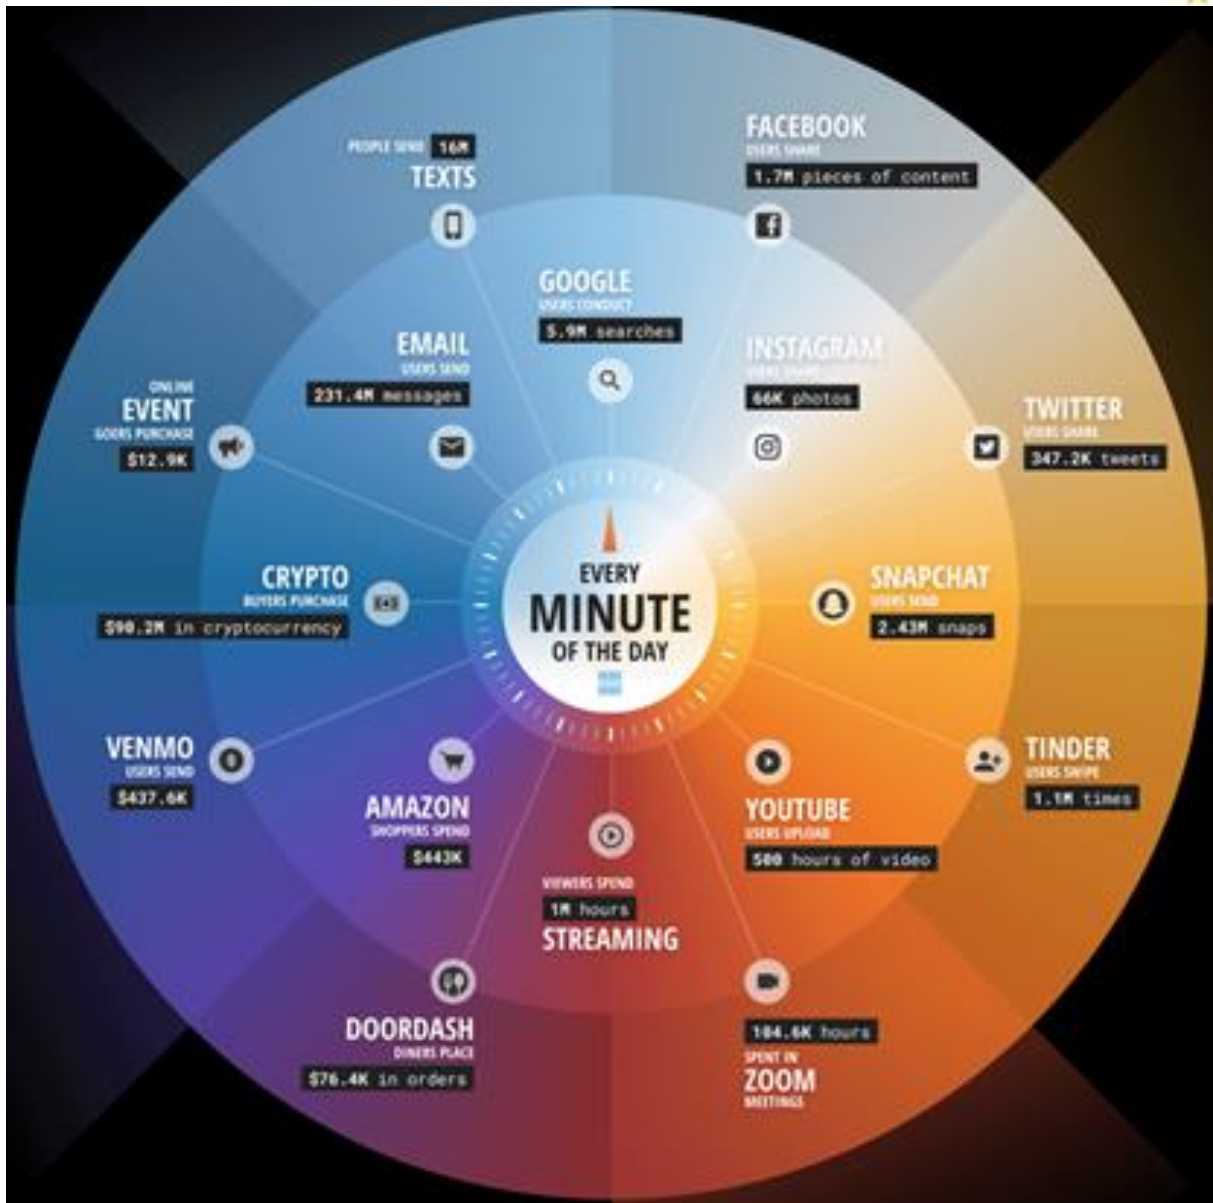 FACEBOOK
USERS SHARE
1.7M pieces of content
PEOPLE SEND 16M
TEXTS
GOOGLE
USERS CONDUCT
5.9M searches
EMAIL
USERS SEND
231.4M messages
INSTAGRAM
USERS SHARE
66K photos
ONLINE
EVENT
GOERS PURCHASE
$12.9K
TWITTER
USERS SHARE
347.2K tweets
CRYPTO
BUYERS PURCHASE
$90.2M in cryptocurrency
EVERY
MINUTE
OF THE DAY
SNAPCHAT
USERS SEND
2.43M snaps
VENMO
USERS SEND
$437.6K
AMAZON
SHOPPERS SPEND
$443K
YOUTUBE
USERS UPLOAD
500 hours of video
TINDER
USERS SWIPE
1.1M times
VIEWERS SPEND
1M hours
STREAMING
DOORDASH
DINERS PLACE
$76.4K in orders
104.6K hours
SPENT IN
ZOOM
MEETINGS